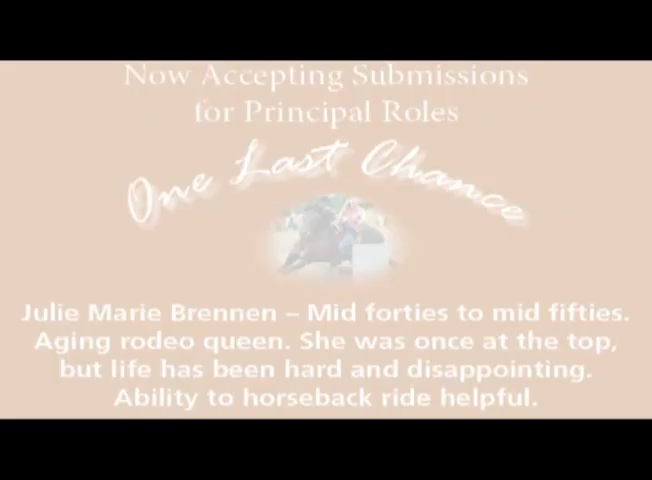 Now Accepting Submissions
for Principal Roles
One Last Chance
Julie Marie Brennen – Mid forties to mid fifties.
Aging rodeo queen. She was once at the top,
but life has been hard and disappointing.
Ability to horseback ride helpful.